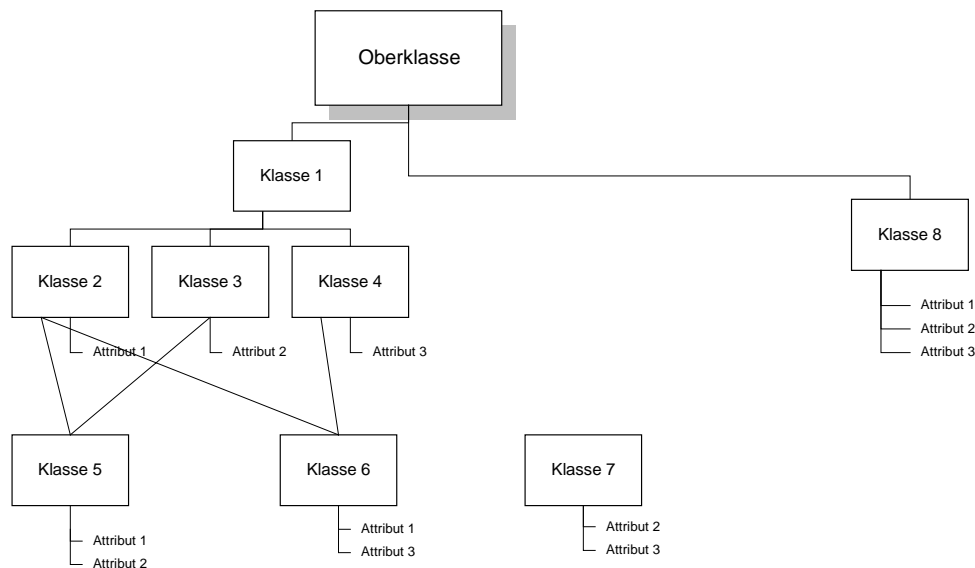 Oberklasse
Klasse 1
Klasse 8
Klasse 2
Klasse 3
Klasse 4
Attribut 1
Attribut 2
Attribut 3
Attribut 1
Attribut 2
Attribut 3
Klasse 5
Klasse 6
Klasse 7
Attribut 1
Attribut 2
Attribut 1
Attribut 3
Attribut 2
Attribut 3